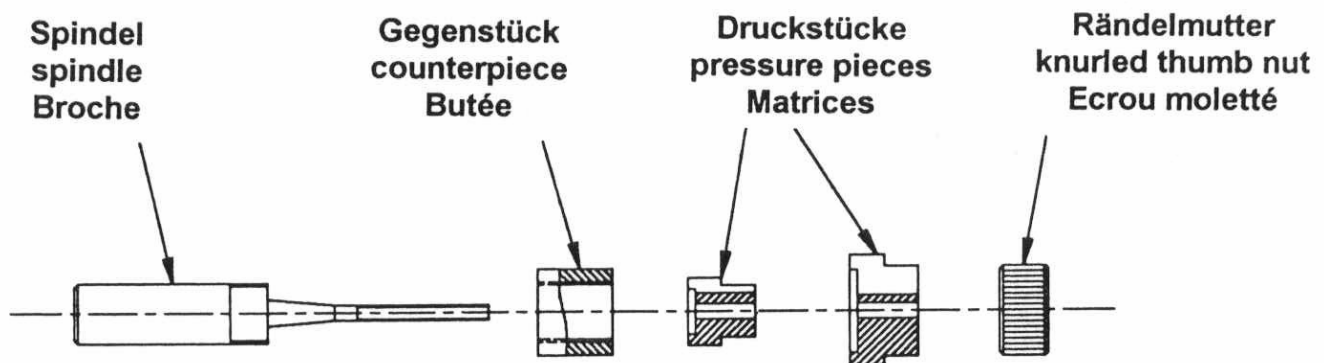 Spindel
spindle
Broche
Gegenstück
counterpiece
Butée
Druckstücke
pressure pieces
Matrices
Rändelmutter
knurled thumb nut
Ecrou moletté